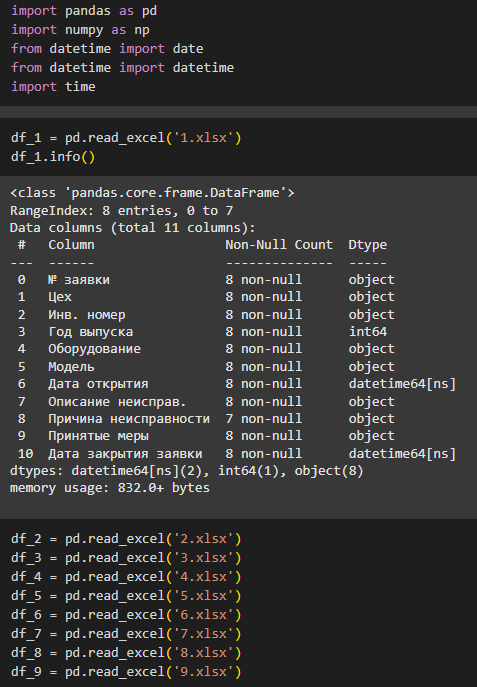 import pandas as pd
import numpy as np
from datetime import date
from datetime import datetime
import time
df_1 = pd.read_excel('1.xlsx')
df_1.info()
<class 'pandas.core.frame.DataFrame'>
RangeIndex: 8 entries, 0 to 7
Data columns (total 11 columns):
 #   Column                Non-Null Count  Dtype
---  ------                --------------  -----
 0   № заявки              8 non-null      object
 1   Цех                   8 non-null      object
 2   Инв. номер            8 non-null      object
 3   Год выпуска           8 non-null      int64
 4   Оборудование          8 non-null      object
 5   Модель                8 non-null      object
 6   Дата открытия         8 non-null      datetime64[ns]
 7   Описание неисправ.    8 non-null      object
 8   Причина неисправности 7 non-null      object
 9   Принятые меры         8 non-null      object
 10  Дата закрытия заявки  8 non-null      datetime64[ns]
dtypes: datetime64[ns](2), int64(1), object(8)
memory usage: 832.0+ bytes
df_2 = pd.read_excel('2.xlsx')
df_3 = pd.read_excel('3.xlsx')
df_4 = pd.read_excel('4.xlsx')
df_5 = pd.read_excel('5.xlsx')
df_6 = pd.read_excel('6.xlsx')
df_7 = pd.read_excel('7.xlsx')
df_8 = pd.read_excel('8.xlsx')
df_9 = pd.read_excel('9.xlsx')